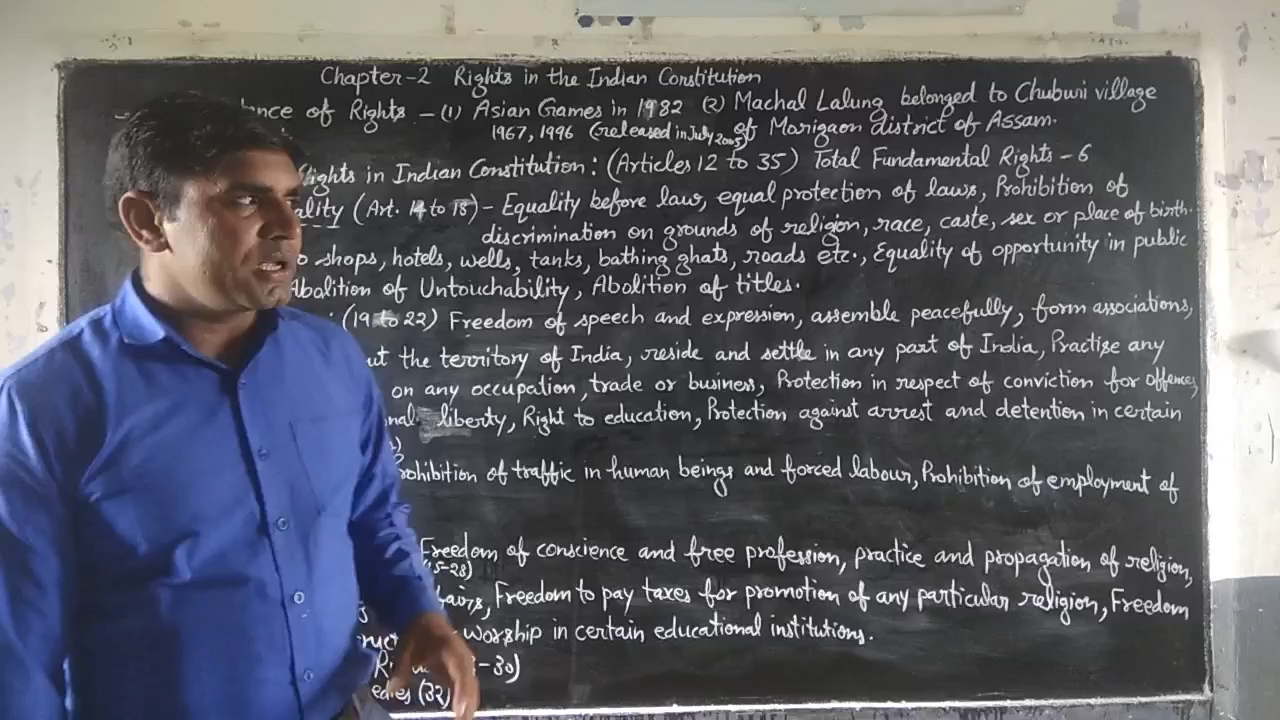 Chapter-2 Rights in the Indian Constitution
ence of Rights - (1) Asian Games in 1982 (2) Machal Lalung belonged to Chuburi village
1967, 1996 (released in July 2005) of Morigaon district of Assam.
Rights in Indian Constitution: (Articles 12 to 35) Total Fundamental Rights - 6
ality (Art. 14 to 18) - Equality before law, equal protection of laws, Prohibition of
discrimination on grounds of religion, race, caste, sex or place of birth.
o shops, hotels, wells, tanks, bathing ghats, roads etc., Equality of opportunity in public
Abolition of Untouchability, Abolition of titles.
: (19 to 22) Freedom of speech and expression, assemble peacefully, form associations,
ut the territory of India, reside and settle in any part of India, Practise any
on any occupation, trade or business, Protection in respect of conviction for offences,
nal liberty, Right to education, Protection against arrest and detention in certain
rohibition of traffic in human beings and forced labour, Prohibition of employment of
Freedom of conscience and free profession, practice and propagation of religion,
5-28)
fairs, Freedom to pay taxes for promotion of any particular religion, Freedom
ruct worship in certain educational institutions.
Ri -30)
edies (32)